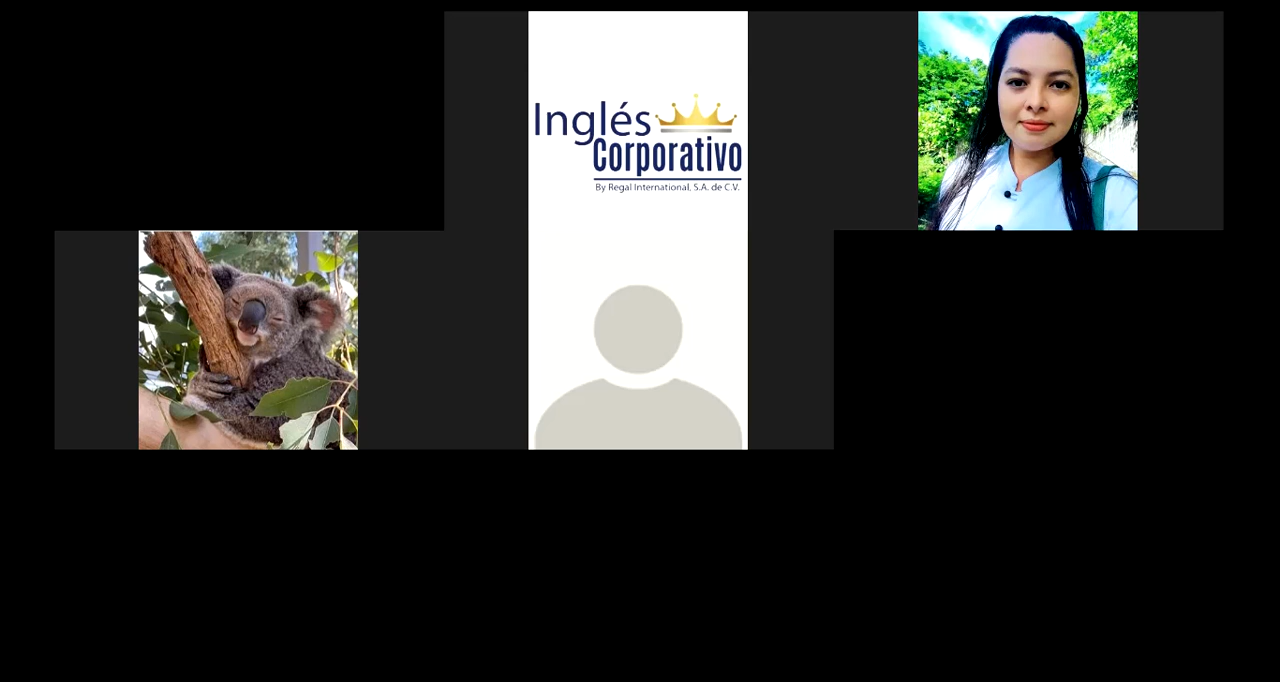 Inglés
Corporativo
By Regal International, S.A. de C.V.